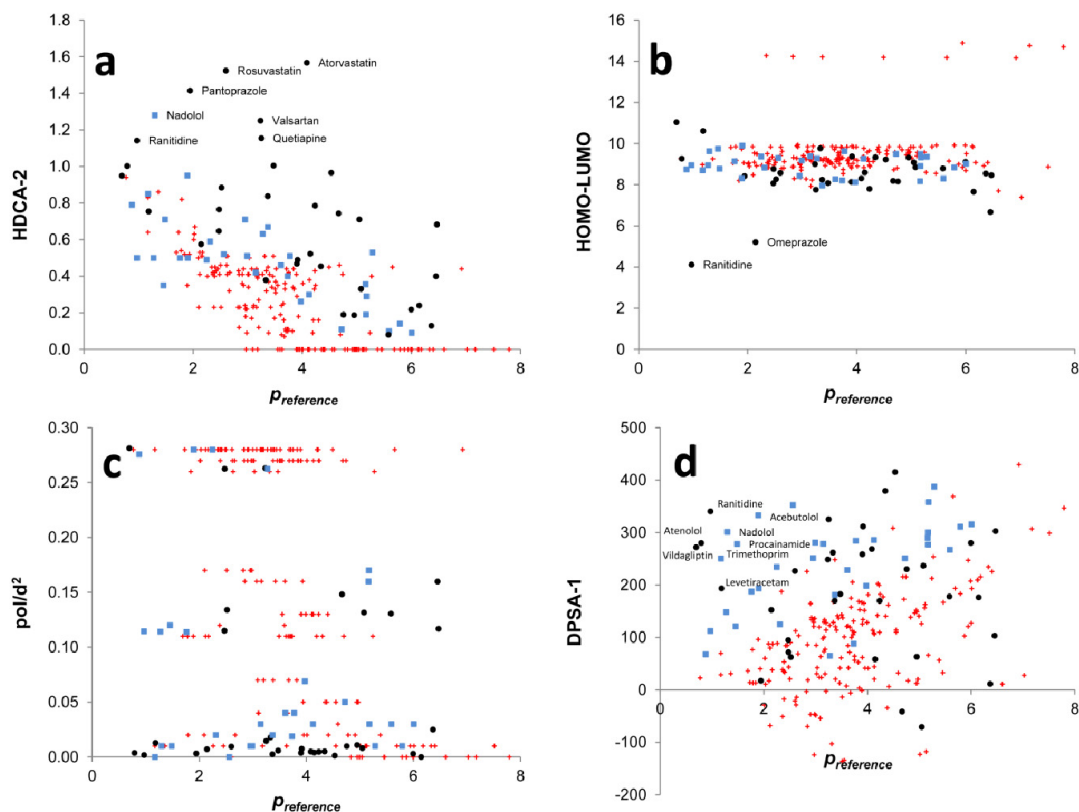 a
HDCA-2
1.8
1.6
1.4
1.2
1.0
0.8
0.6
0.4
0.2
0.0
Atorvastatin
Rosuvastatin
Pantoprazole
Nadolol
Valsartan
Ranitidine
Quetiapine
0 2 4 6 8
p_reference
b
HOMO-LUMO
16
14
12
10
8
6
4
2
0
Omeprazole
Ranitidine
0 2 4 6 8
p_reference
c
pol/d²
0.30
0.25
0.20
0.15
0.10
0.05
0.00
0 2 4 6 8
p_reference
d
DPSA-1
500
400
300
200
100
0
-100
-200
Ranitidine
Acebutolol
Atenolol
Nadolol
Procainamide
Vildagliptin
Trimethoprim
Levetiracetam
2 4 6 8
p_reference